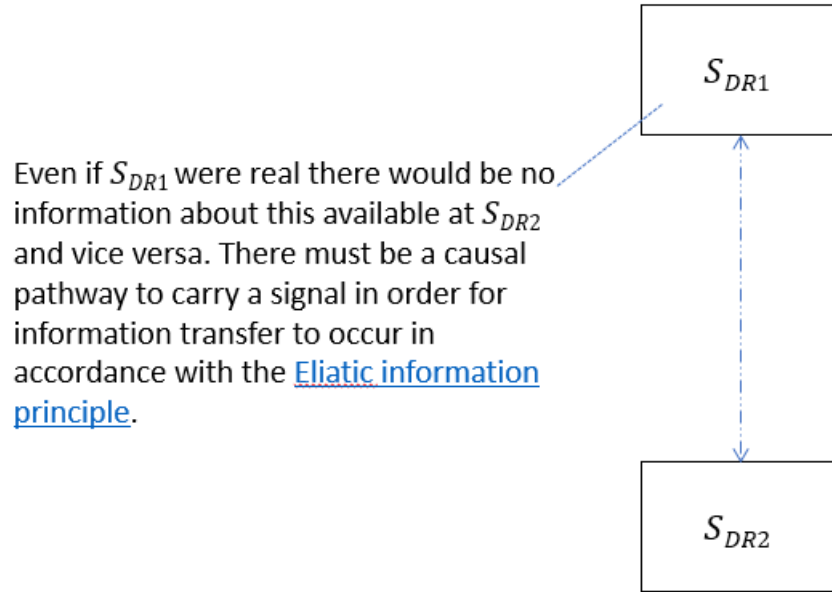 S_DR1
Even if S_DR1 were real there would be no
information about this available at S_DR2
and vice versa. There must be a causal
pathway to carry a signal in order for
information transfer to occur in
accordance with the Eliatic information
principle.
S_DR2